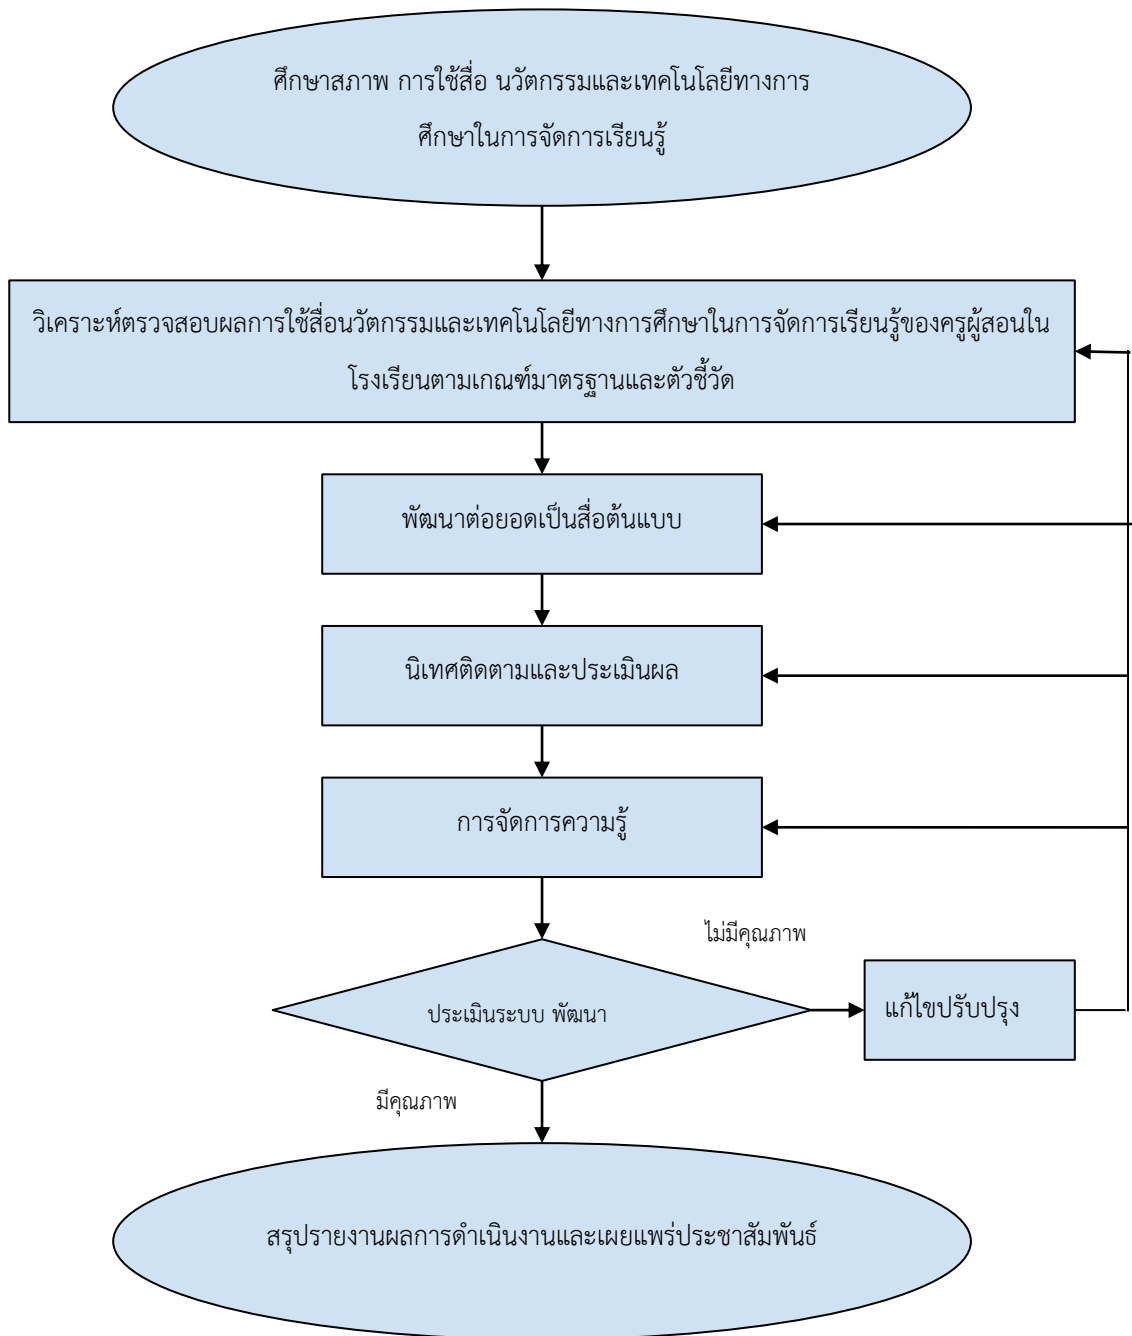 ศึกษาสภาพ การใช้สื่อ นวัตกรรมและเทคโนโลยีทางการ
ศึกษาในการจัดการเรียนรู้
วิเคราะห์ตรวจสอบผลการใช้สื่อนวัตกรรมและเทคโนโลยีทางการศึกษาในการจัดการเรียนรู้ของครูผู้สอนใน
โรงเรียนตามเกณฑ์มาตรฐานและตัวชี้วัด
พัฒนาต่อยอดเป็นสื่อต้นแบบ
นิเทศติดตามและประเมินผล
การจัดการความรู้
ไม่มีคุณภาพ
ประเมินระบบ พัฒนา
แก้ไขปรับปรุง
มีคุณภาพ
สรุปรายงานผลการดำเนินงานและเผยแพร่ประชาสัมพันธ์